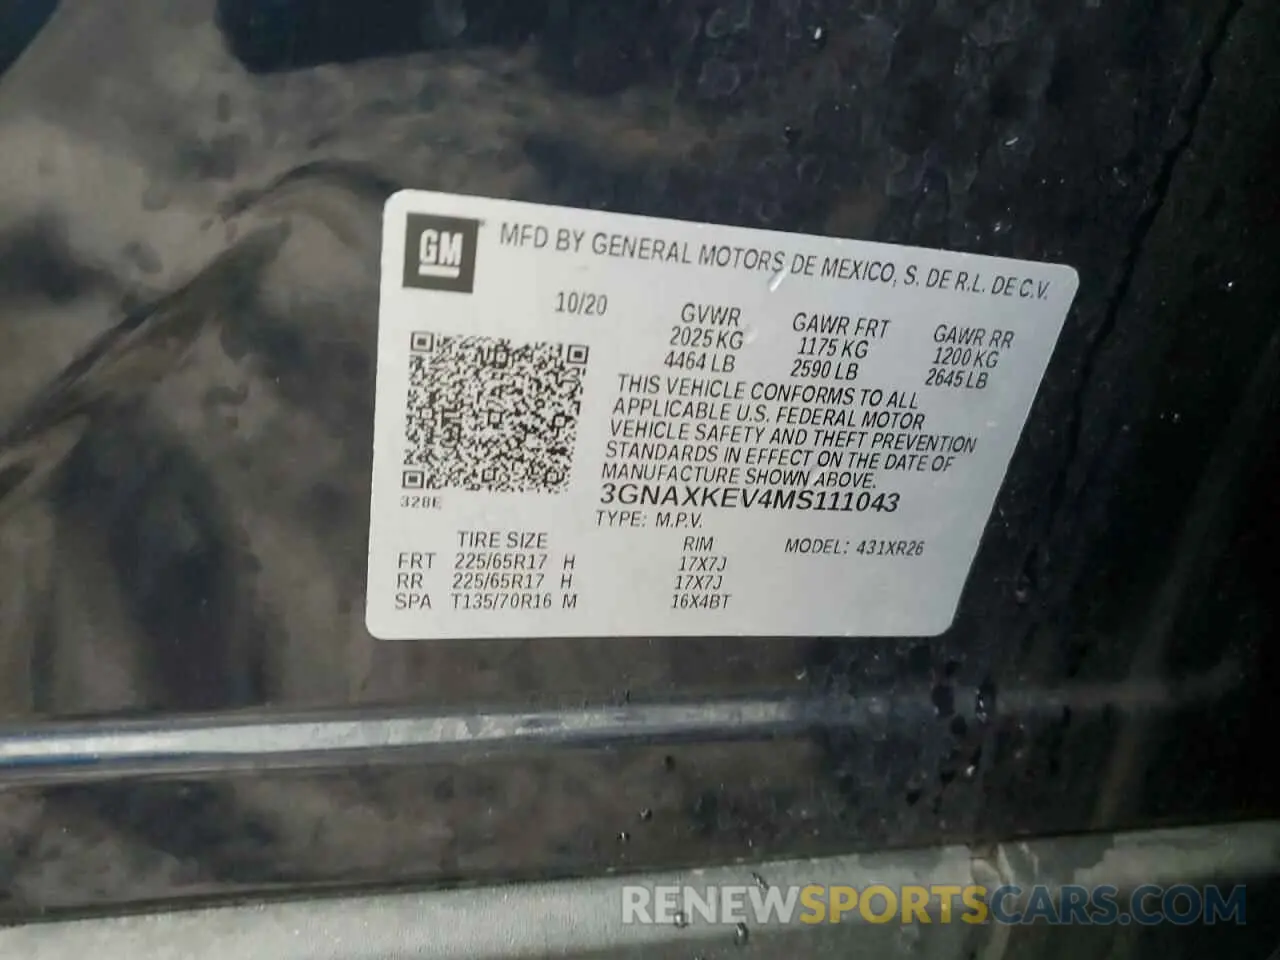 GM
MFD BY GENERAL MOTORS DE MEXICO, S. DE R.L. DE C.V.
10/20
GVWR GAWR FRT GAWR RR
2025 KG 1175 KG 1200 KG
4464 LB 2590 LB 2645 LB
THIS VEHICLE CONFORMS TO ALL
APPLICABLE U.S. FEDERAL MOTOR
VEHICLE SAFETY AND THEFT PREVENTION
STANDARDS IN EFFECT ON THE DATE OF
MANUFACTURE SHOWN ABOVE.
3GNAXKEV4MS111043
328E
TYPE: M.P.V.
TIRE SIZE RIM MODEL: 431XR26
FRT 225/65R17 H 17X7J
RR 225/65R17 H 17X7J
SPA T135/70R16 M 16X4BT
RENEWSPORTSCARS.COM